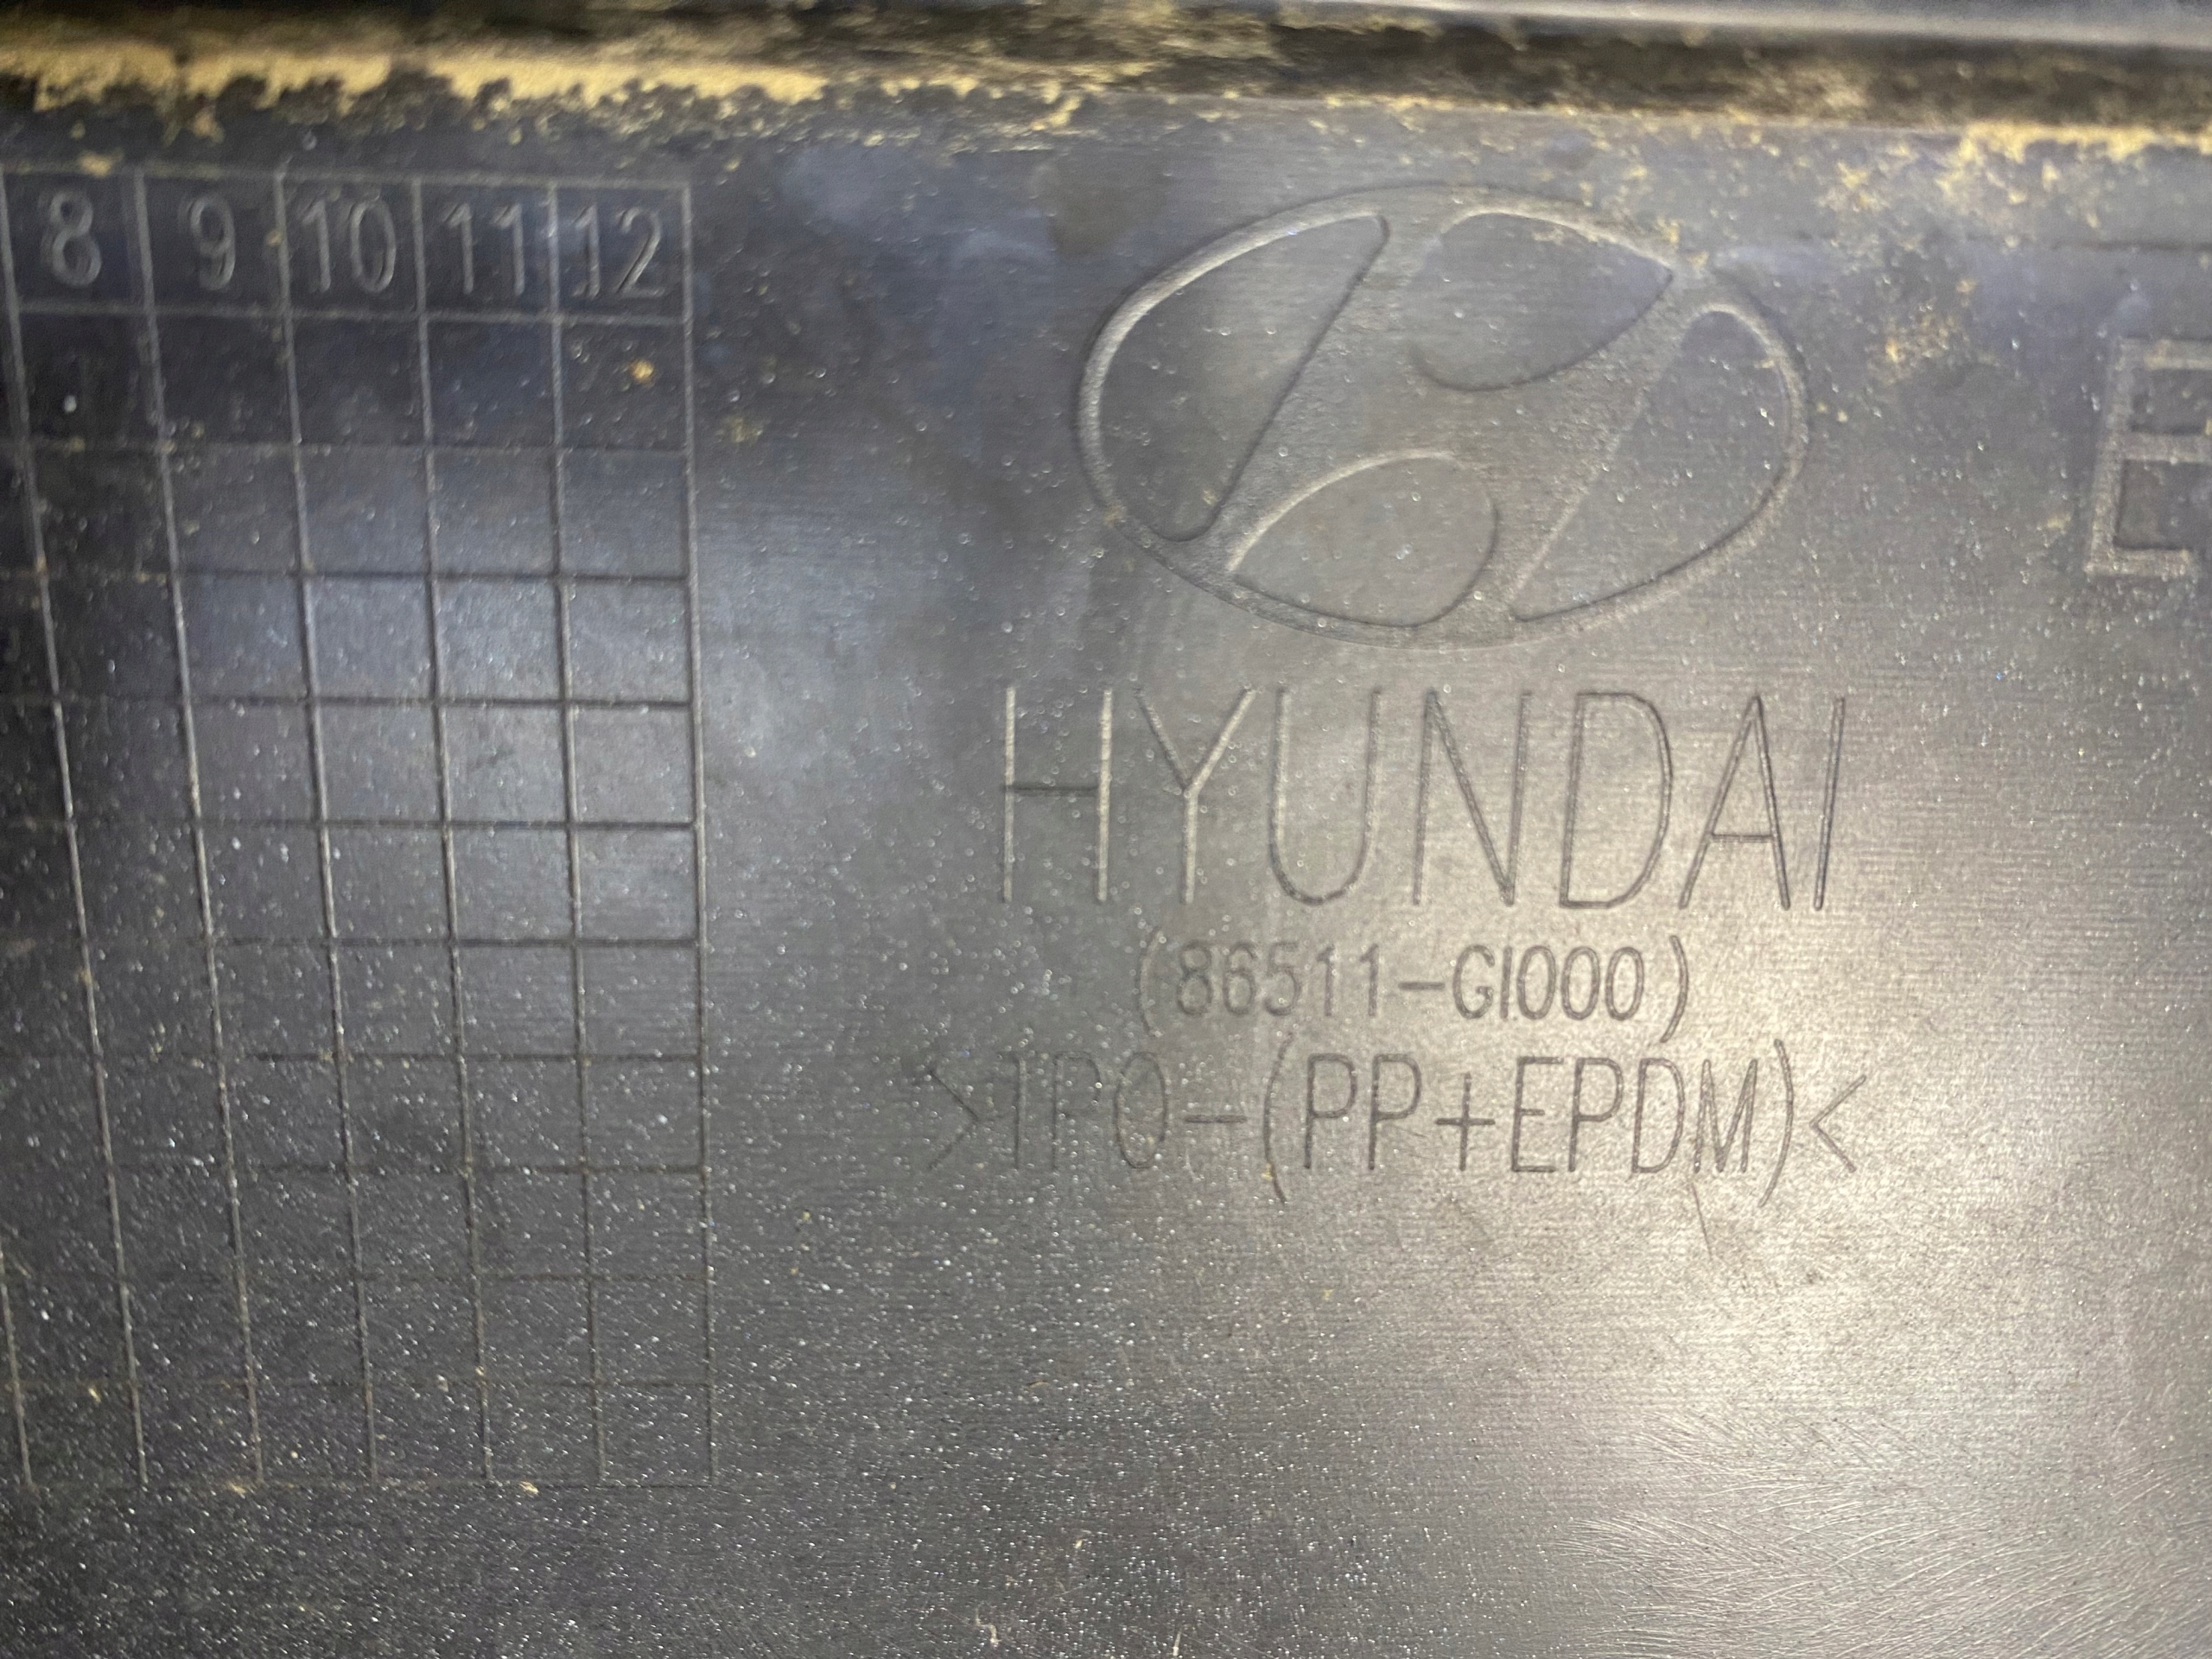 8 9 10 11 12
HYUNDAI
(86511-GI000)
>TPO-(PP+EPDM)<
E